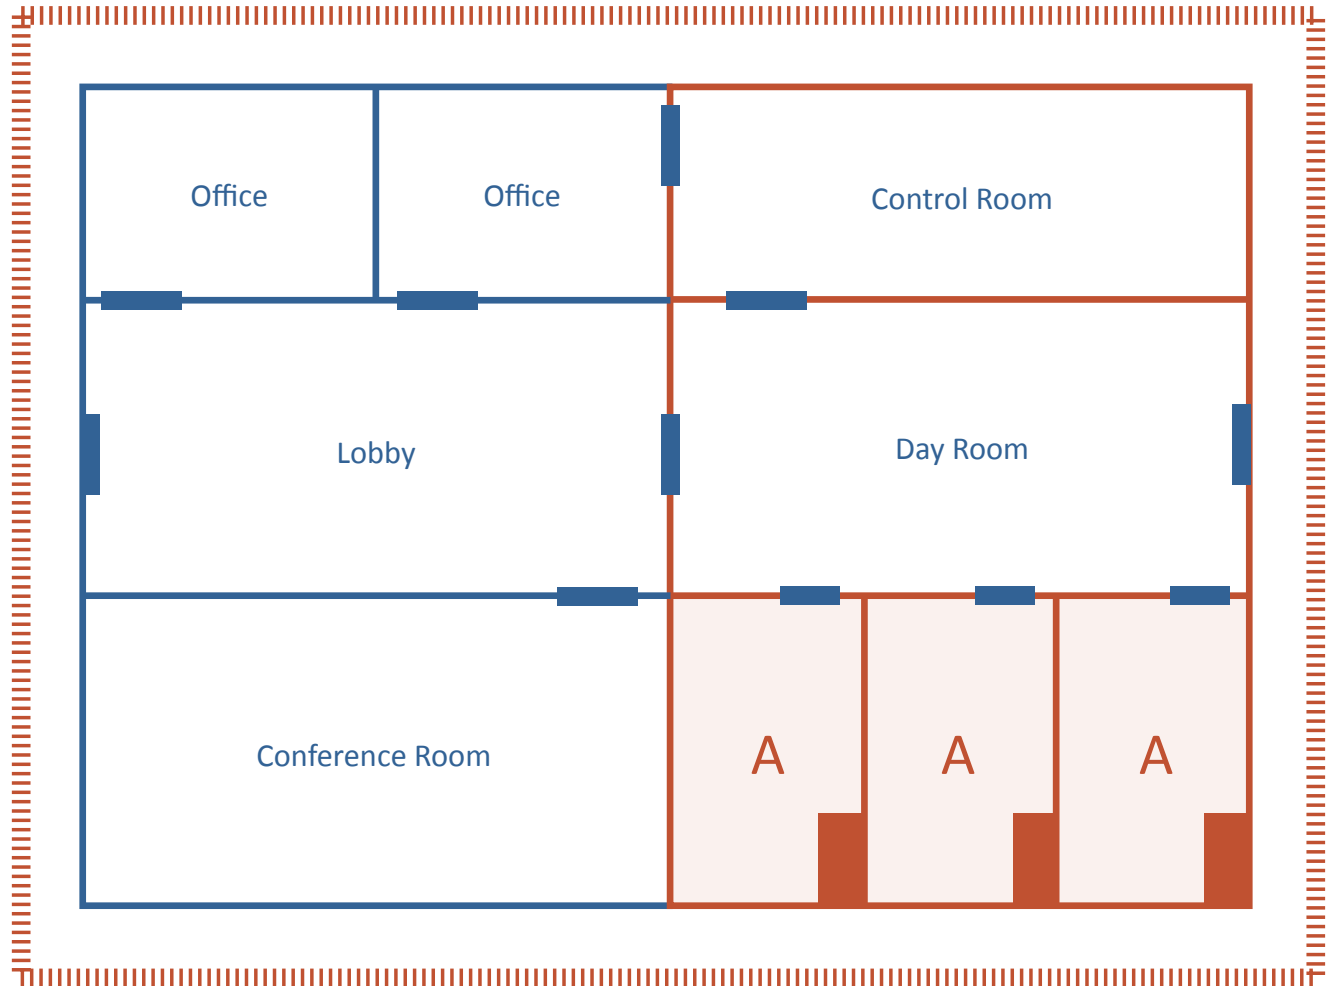 Office
Office
Control Room
Lobby
Day Room
Conference Room
A
A
A